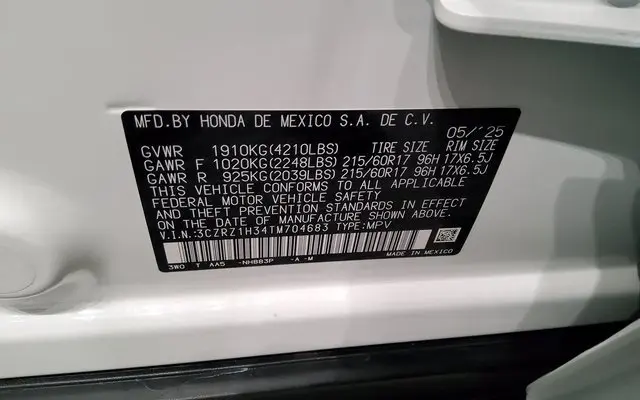 MFD.BY HONDA DE MEXICO S.A. DE C.V.
05/'25
GVWR 1910KG(4210LBS) TIRE SIZE RIM SIZE
GAWR F 1020KG(2248LBS) 215/60R17 96H 17X6.5J
GAWR R 925KG(2039LBS) 215/60R17 96H 17X6.5J
THIS VEHICLE CONFORMS TO ALL APPLICABLE
FEDERAL MOTOR VEHICLE SAFETY
AND THEFT PREVENTION STANDARDS IN EFFECT
ON THE DATE OF MANUFACTURE SHOWN ABOVE.
V.I.N.:3CZRZ1H34TM704683 TYPE:MPV
3W0 T AA5 -NH883P -A-M MADE IN MEXICO